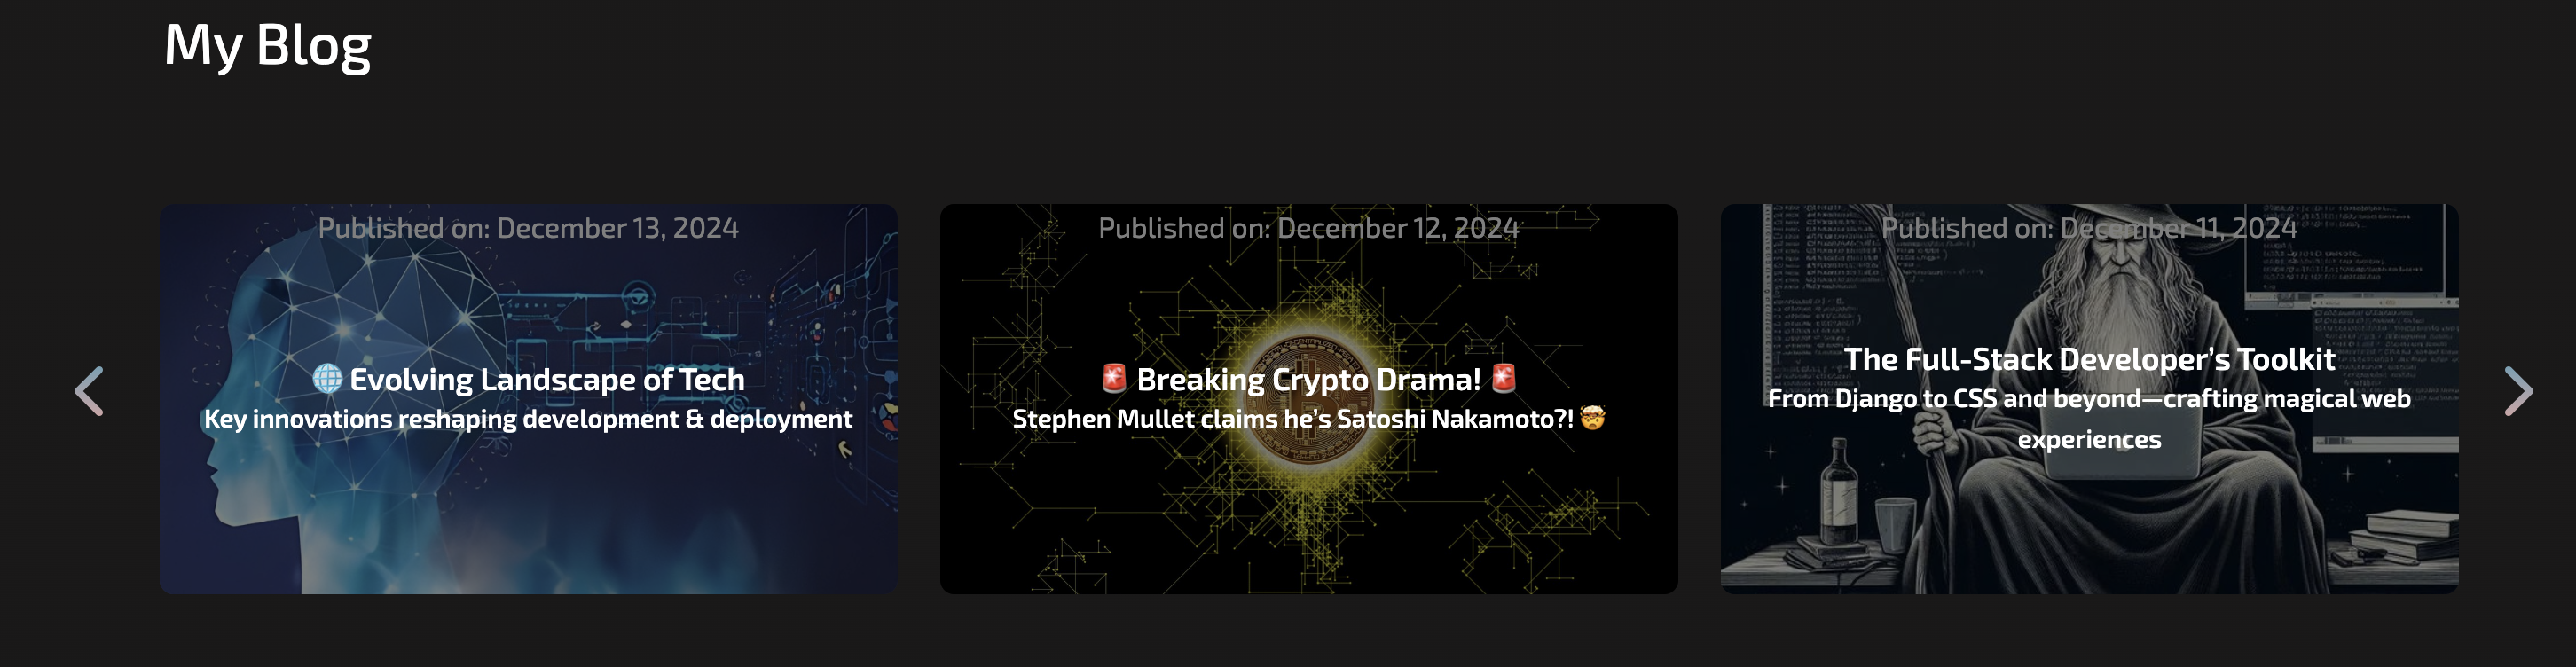 My Blog
Published on: December 13, 2024
🌐 Evolving Landscape of Tech
Key innovations reshaping development & deployment
Published on: December 12, 2024
🚨 Breaking Crypto Drama! 🚨
Stephen Mullet claims he’s Satoshi Nakamoto?! 🤯
Published on: December 11, 2024
The Full-Stack Developer’s Toolkit
From Django to CSS and beyond—crafting magical web
experiences